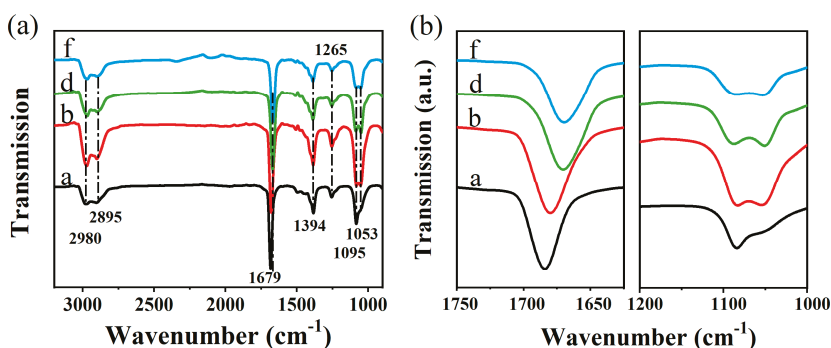 (a)
Transmission
f
d
b
a
1265
2980
2895
1679
1394
1095
1053
3000 2500 2000 1500 1000
Wavenumber (cm⁻¹)
(b)
Transmission (a.u.)
f
d
b
a
1750 1700 1650
1200 1100 1000
Wavenumber (cm⁻¹)